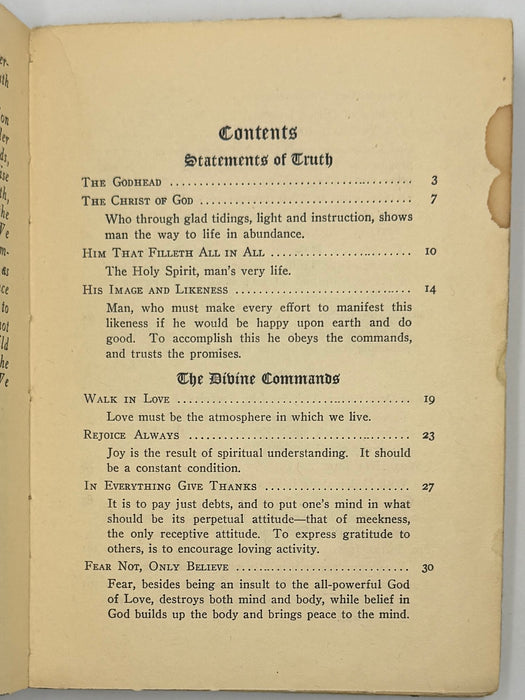 Contents
Statements of Truth
The Godhead ........................................ 3
The Christ of God ................................... 7
Who through glad tidings, light and instruction, shows
man the way to life in abundance.
Him That Filleth All in All ........................ 10
The Holy Spirit, man's very life.
His Image and Likeness ............................. 14
Man, who must make every effort to manifest this
likeness if he would be happy upon earth and do
good. To accomplish this he obeys the commands,
and trusts the promises.
The Divine Commands
Walk in Love ....................................... 19
Love must be the atmosphere in which we live.
Rejoice Always ..................................... 23
Joy is the result of spiritual understanding. It should
be a constant condition.
In Everything Give Thanks .......................... 27
It is to pay just debts, and to put one's mind in what
should be its perpetual attitude—that of meekness,
the only receptive attitude. To express gratitude to
others, is to encourage loving activity.
Fear Not, Only Believe ............................. 30
Fear, besides being an insult to the all-powerful God
of Love, destroys both mind and body, while belief in
God builds up the body and brings peace to the mind.